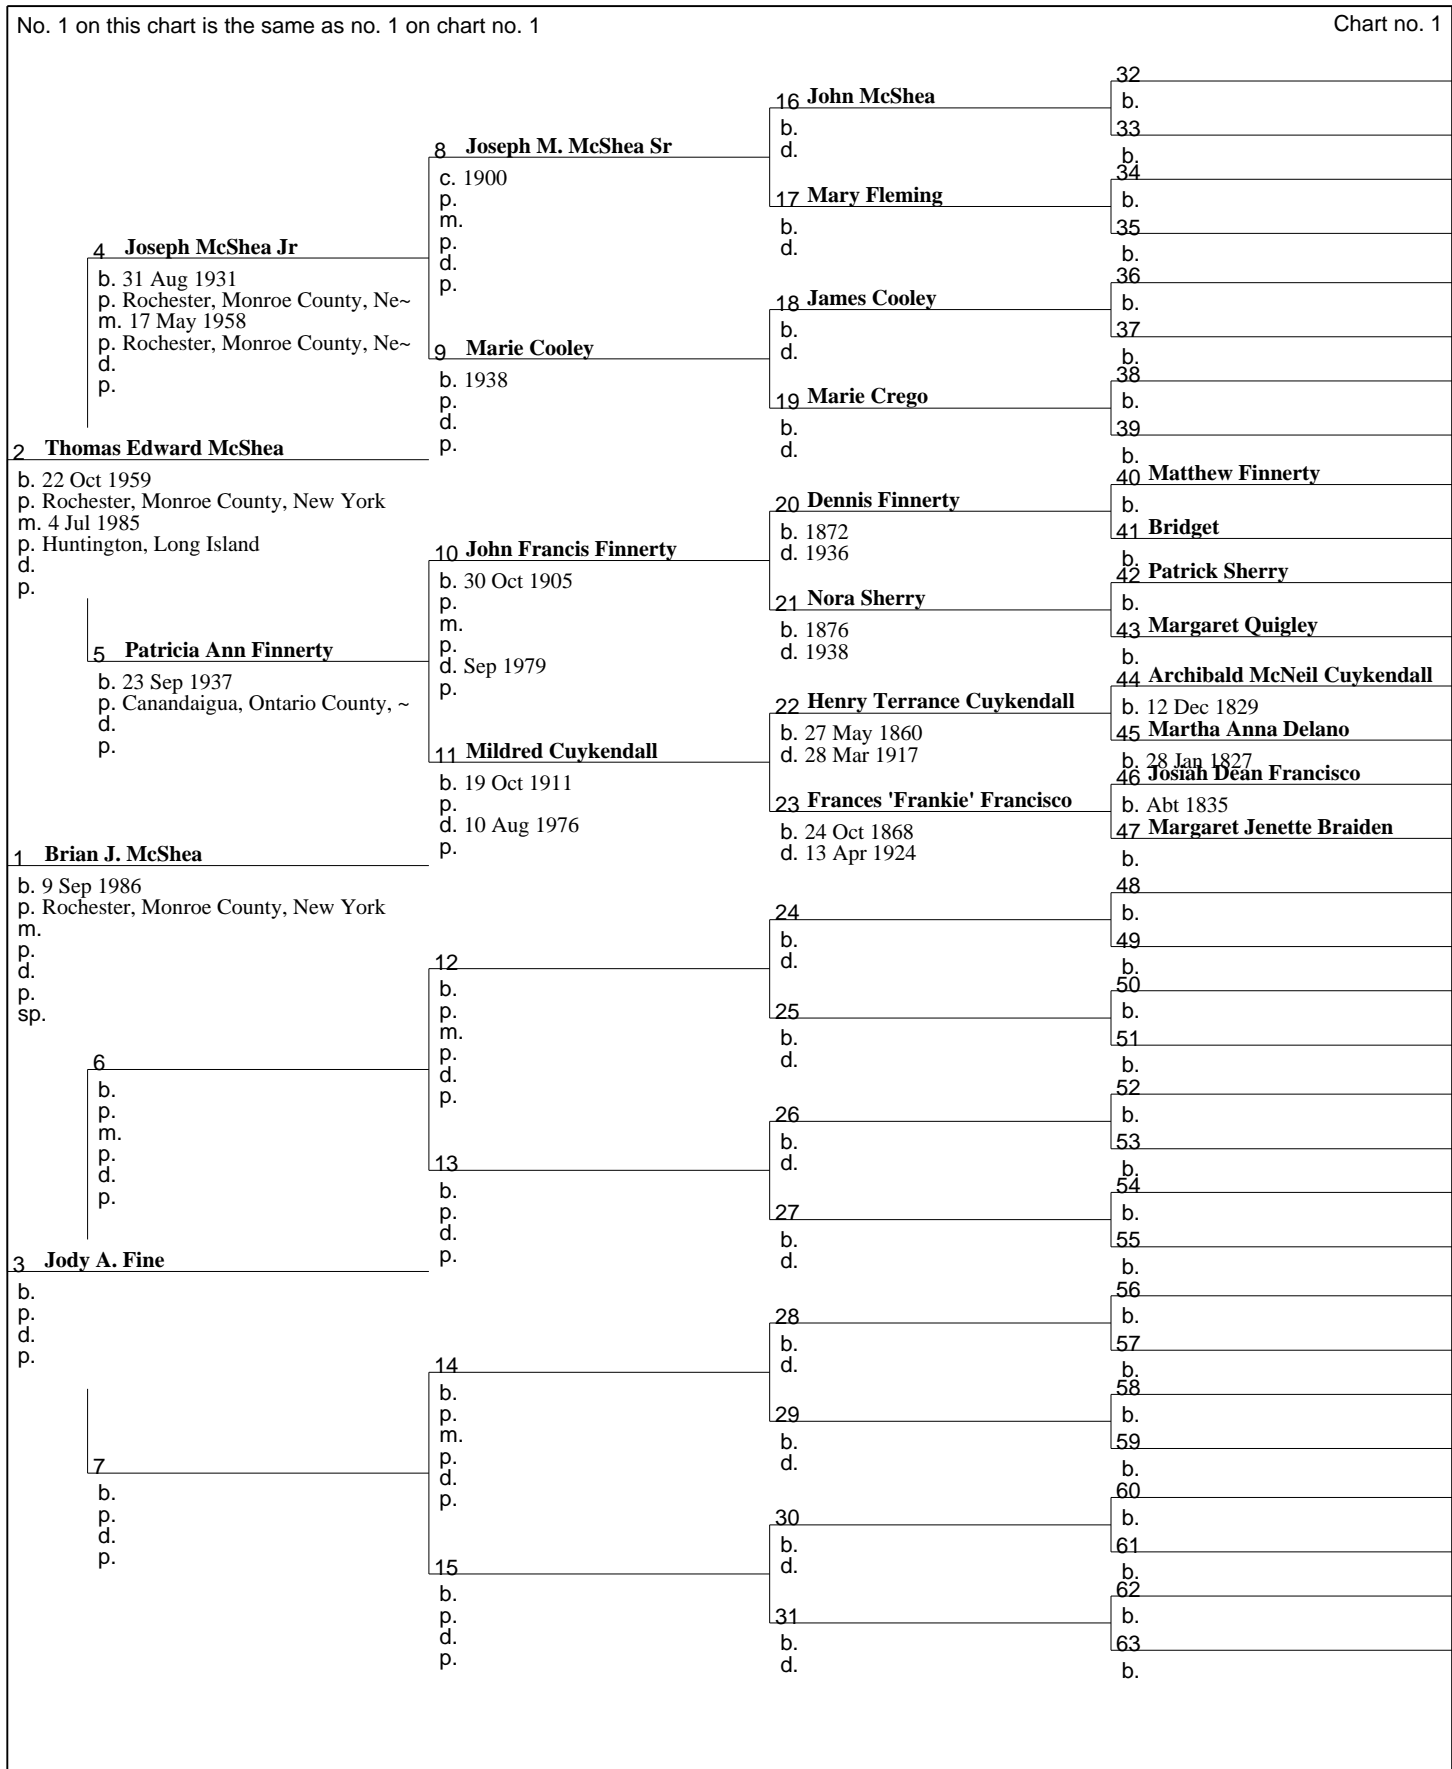 No. 1 on this chart is the same as no. 1 on chart no. 1
Chart no. 1
1 Brian J. McShea
b. 9 Sep 1986
p. Rochester, Monroe County, New York
m.
p.
d.
p.
sp.
2 Thomas Edward McShea
b. 22 Oct 1959
p. Rochester, Monroe County, New York
m. 4 Jul 1985
p. Huntington, Long Island
d.
p.
3 Jody A. Fine
b.
p.
d.
p.
4 Joseph McShea Jr
b. 31 Aug 1931
p. Rochester, Monroe County, Ne~
m. 17 May 1958
p. Rochester, Monroe County, Ne~
d.
p.
5 Patricia Ann Finnerty
b. 23 Sep 1937
p. Canandaigua, Ontario County, ~
d.
p.
6
b.
p.
m.
p.
d.
p.
7
b.
p.
d.
p.
8 Joseph M. McShea Sr
c. 1900
p.
m.
p.
d.
p.
9 Marie Cooley
b. 1938
p.
d.
p.
10 John Francis Finnerty
b. 30 Oct 1905
p.
m.
p.
d. Sep 1979
p.
11 Mildred Cuykendall
b. 19 Oct 1911
p.
d. 10 Aug 1976
p.
12
b.
p.
m.
p.
d.
p.
13
b.
p.
d.
p.
14
b.
p.
m.
p.
d.
p.
15
b.
p.
d.
p.
16 John McShea
b.
d.
17 Mary Fleming
b.
d.
18 James Cooley
b.
d.
19 Marie Crego
b.
d.
20 Dennis Finnerty
b. 1872
d. 1936
21 Nora Sherry
b. 1876
d. 1938
22 Henry Terrance Cuykendall
b. 27 May 1860
d. 28 Mar 1917
23 Frances 'Frankie' Francisco
b. 24 Oct 1868
d. 13 Apr 1924
24
b.
d.
25
b.
d.
26
b.
d.
27
b.
d.
28
b.
d.
29
b.
d.
30
b.
d.
31
b.
d.
32
b.
33
b.
34
b.
35
b.
36
b.
37
b.
38
b.
39
b.
40 Matthew Finnerty
b.
41 Bridget
b.
42 Patrick Sherry
b.
43 Margaret Quigley
b.
44 Archibald McNeil Cuykendall
b. 12 Dec 1829
45 Martha Anna Delano
b. 28 Jan 1827
46 Josiah Dean Francisco
b. Abt 1835
47 Margaret Jenette Braiden
b.
48
b.
49
b.
50
b.
51
b.
52
b.
53
b.
54
b.
55
b.
56
b.
57
b.
58
b.
59
b.
60
b.
61
b.
62
b.
63
b.